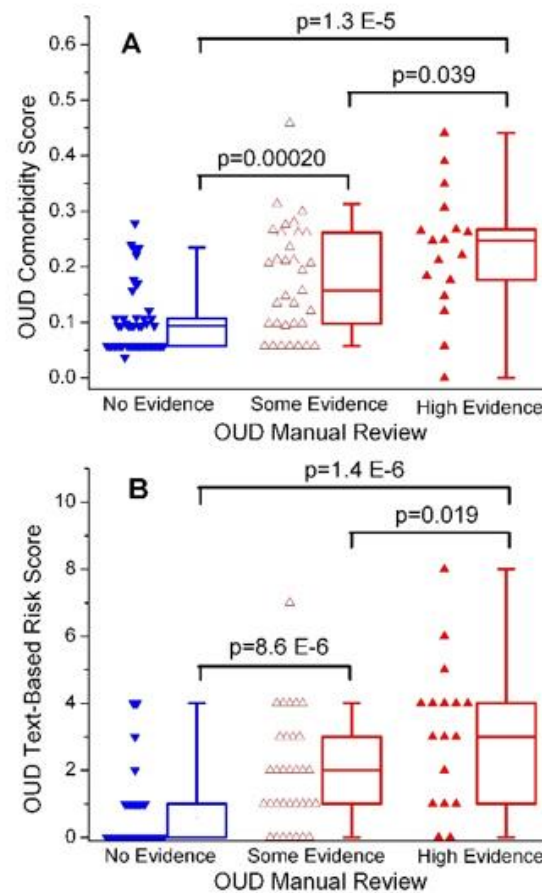 A
p=1.3 E-5
p=0.039
p=0.00020
0.6
0.5
0.4
0.3
0.2
0.1
0.0
OUD Comorbidity Score
No Evidence Some Evidence High Evidence
OUD Manual Review
B
p=1.4 E-6
p=0.019
p=8.6 E-6
10
8
6
4
2
0
OUD Text-Based Risk Score
No Evidence Some Evidence High Evidence
OUD Manual Review